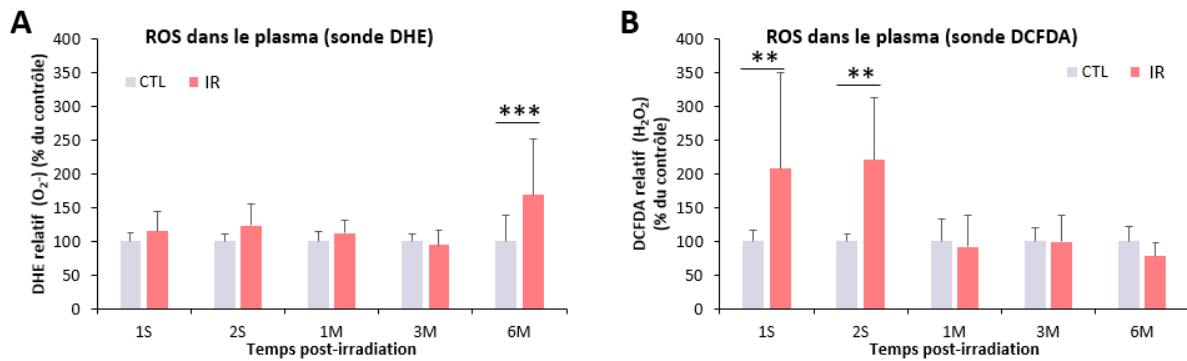 A
ROS dans le plasma (sonde DHE)
DHE relatif (O₂-) (% du contrôle)
400
350
300
250
200
150
100
50
0
CTL
IR
***
1S
2S
1M
3M
6M
Temps post-irradiation
B
ROS dans le plasma (sonde DCFDA)
DCFDA relatif (H₂O₂)
(% du contrôle)
400
350
300
250
200
150
100
50
0
**
**
CTL
IR
1S
2S
1M
3M
6M
Temps post-irradiation